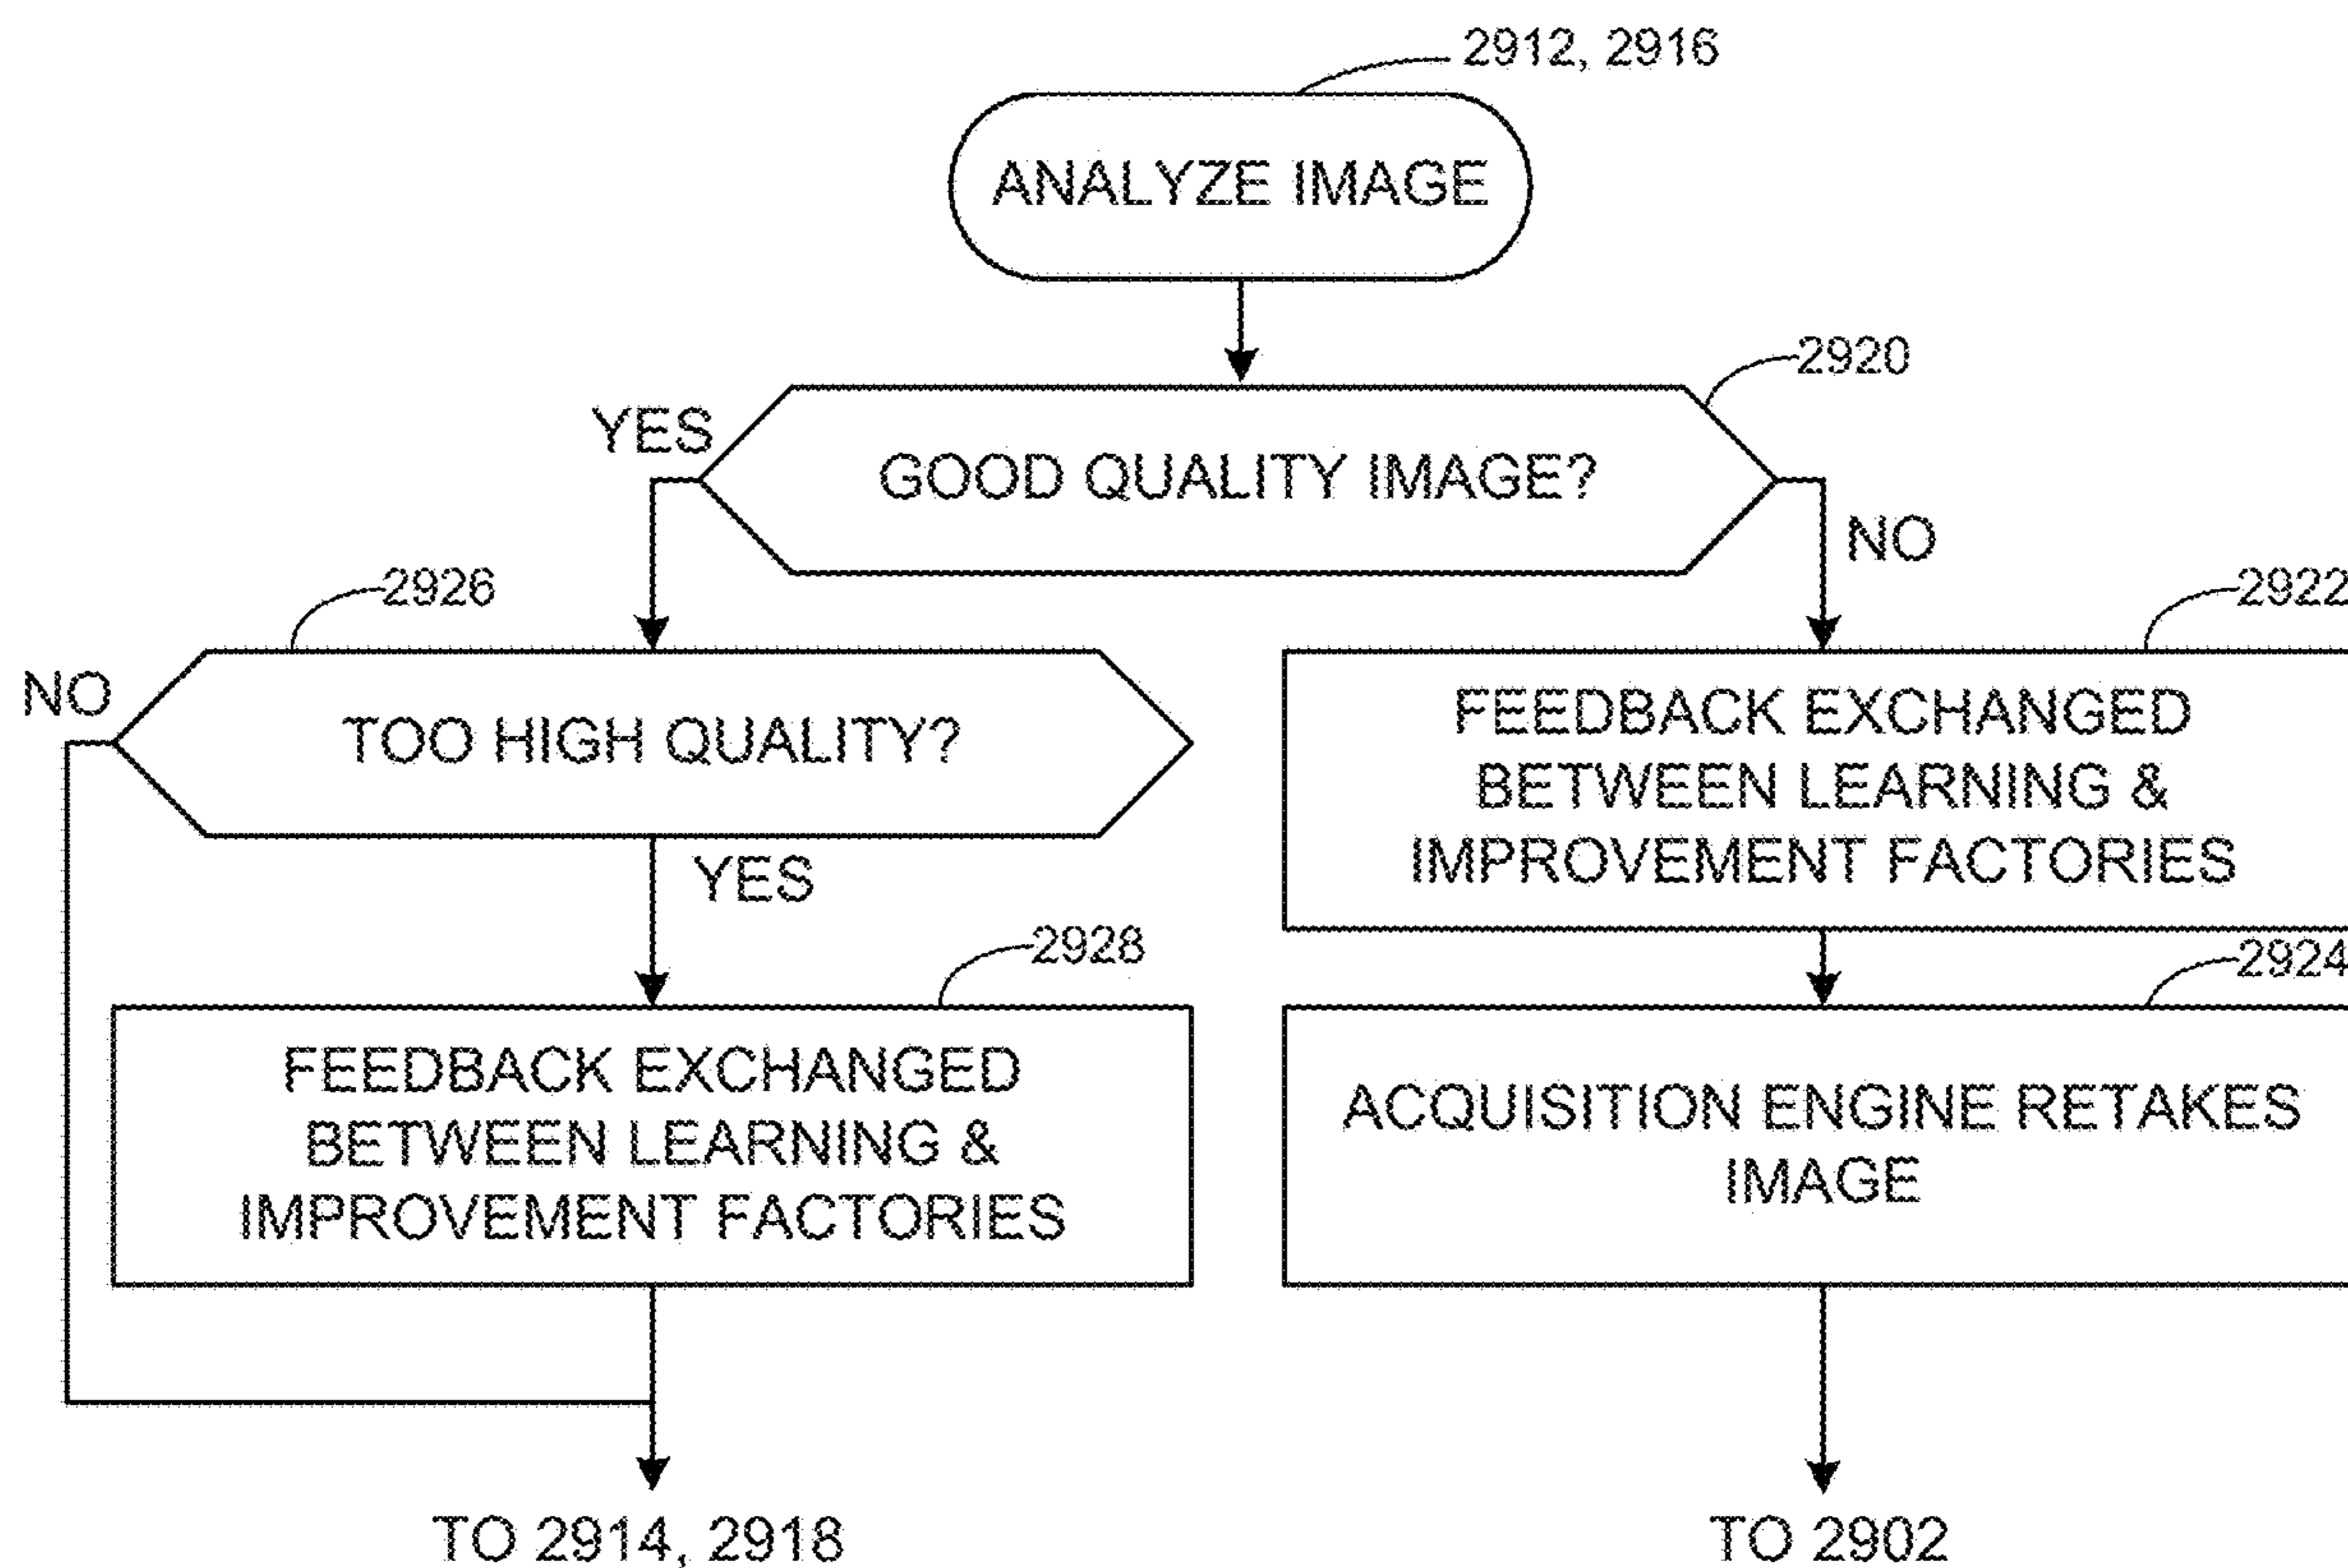 2912, 2916
ANALYZE IMAGE
2920
YES
GOOD QUALITY IMAGE?
NO
2926
2922
NO
TOO HIGH QUALITY?
FEEDBACK EXCHANGED
BETWEEN LEARNING &
IMPROVEMENT FACTORIES
YES
2928
2924
FEEDBACK EXCHANGED
BETWEEN LEARNING &
IMPROVEMENT FACTORIES
ACQUISITION ENGINE RETAKES
IMAGE
TO 2914, 2918
TO 2902